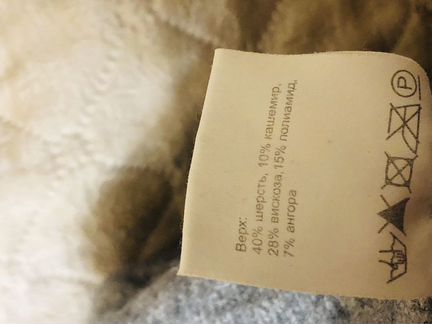 Верх:
40% шерсть, 10% кашемир,
28% вискоза,15% полиамид,
7% ангора
P